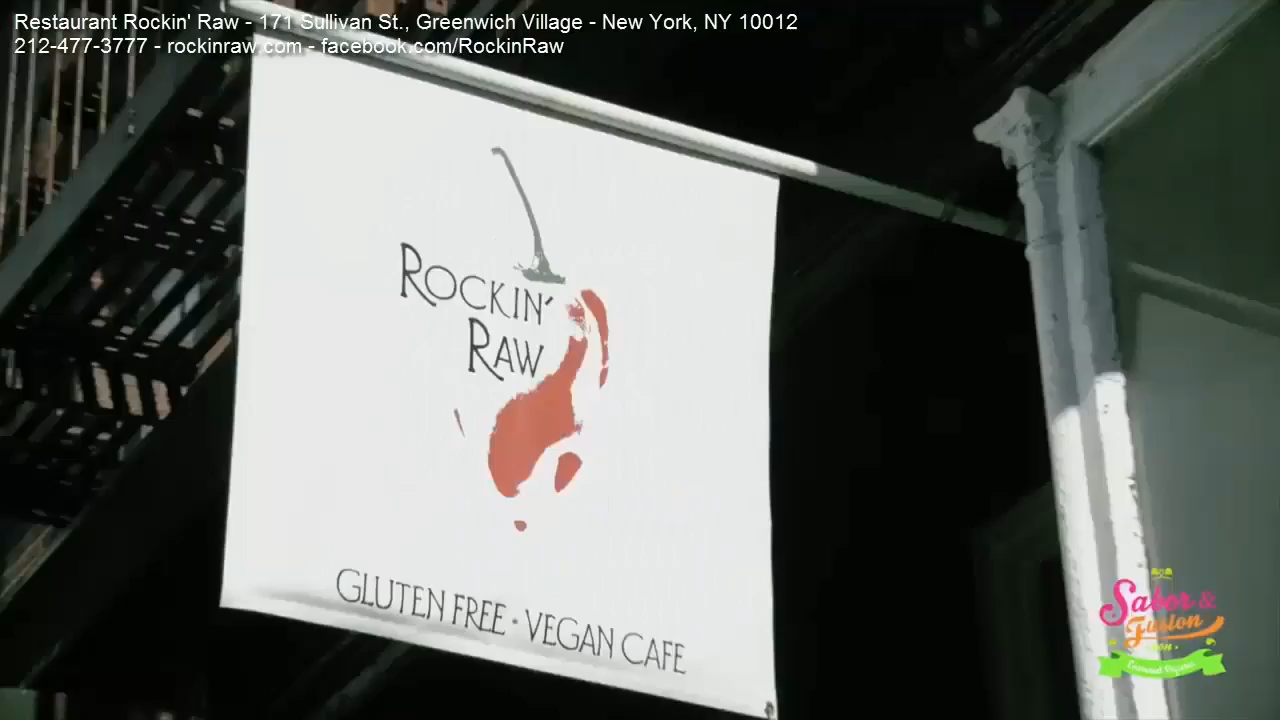 Restaurant Rockin' Raw - 171 Sullivan St., Greenwich Village - New York, NY 10012
212-477-3777 - rockinraw.com - facebook.com/RockinRaw
ROCKIN'
RAW
GLUTEN FREE · VEGAN CAFE
Sabor &
Fusion